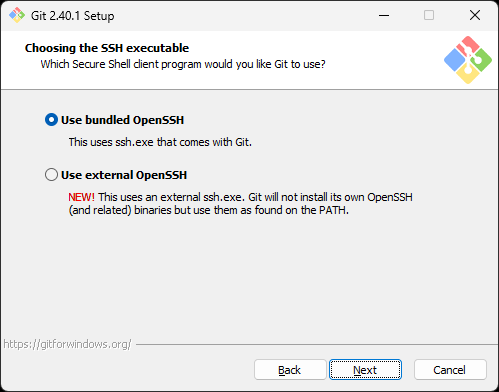 Git 2.40.1 Setup
Choosing the SSH executable
Which Secure Shell client program would you like Git to use?
Use bundled OpenSSH
This uses ssh.exe that comes with Git.
Use external OpenSSH
NEW! This uses an external ssh.exe. Git will not install its own OpenSSH
(and related) binaries but use them as found on the PATH.
https://gitforwindows.org/
Back
Next
Cancel